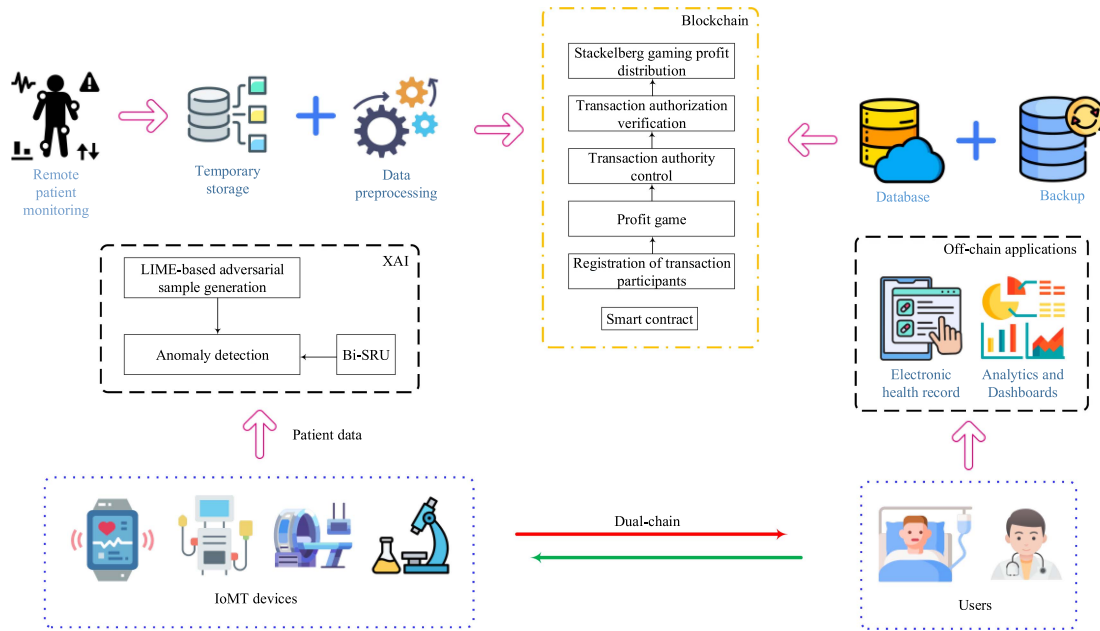 Blockchain
Stackelberg gaming profit
distribution
Transaction authorization
verification
Transaction authority
control
Profit game
Registration of transaction
participants
Smart contract
Remote
patient
monitoring
Temporary
storage
Data
preprocessing
Database
Backup
XAI
LIME-based adversarial
sample generation
Anomaly detection
Bi-SRU
Off-chain applications
Electronic
health record
Analytics and
Dashboards
Patient data
IoMT devices
Dual-chain
Users